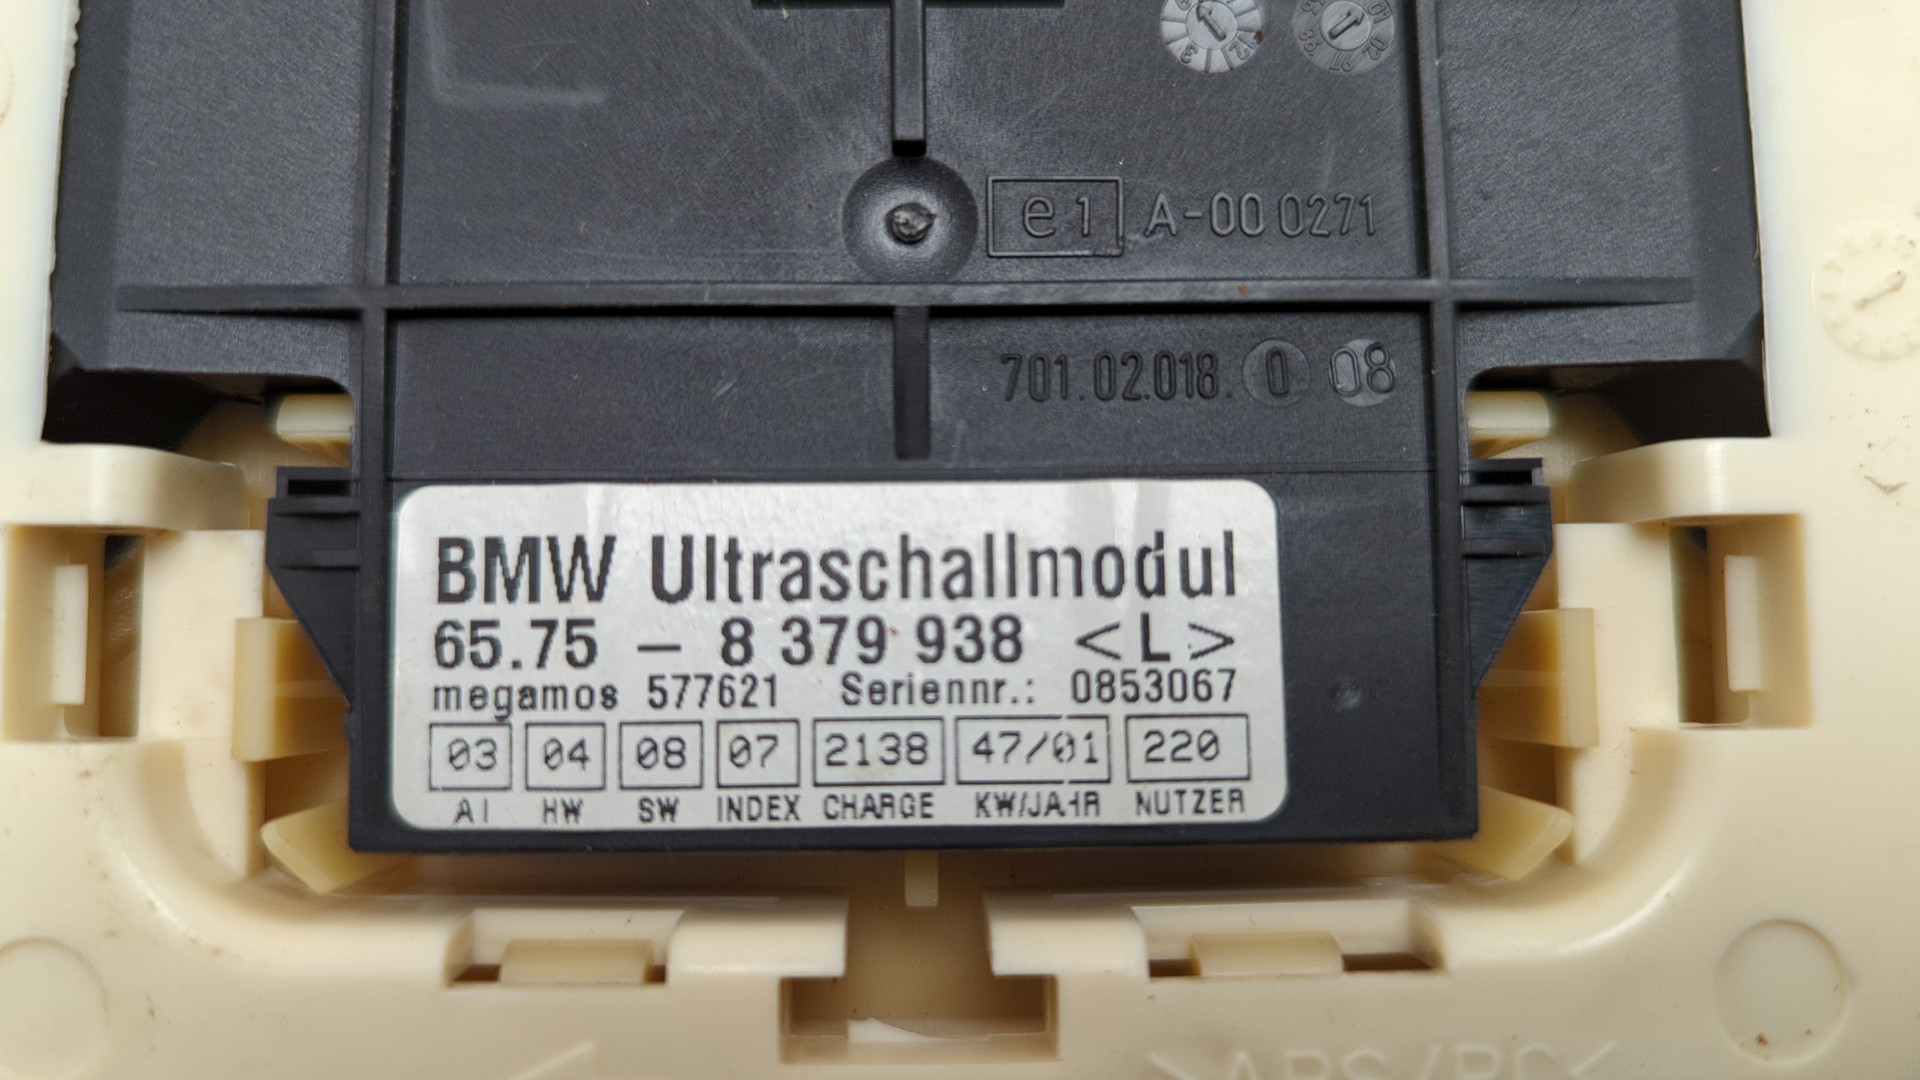 e1 A-00 0271
701.02.018. 0 08
BMW Ultraschallmodul
65.75 – 8 379 938 <L>
megamos 577621 Seriennr.: 0853067
03 04 08 07 2138 47/01 220
AI HW SW INDEX CHARGE KW/JAHR NUTZER